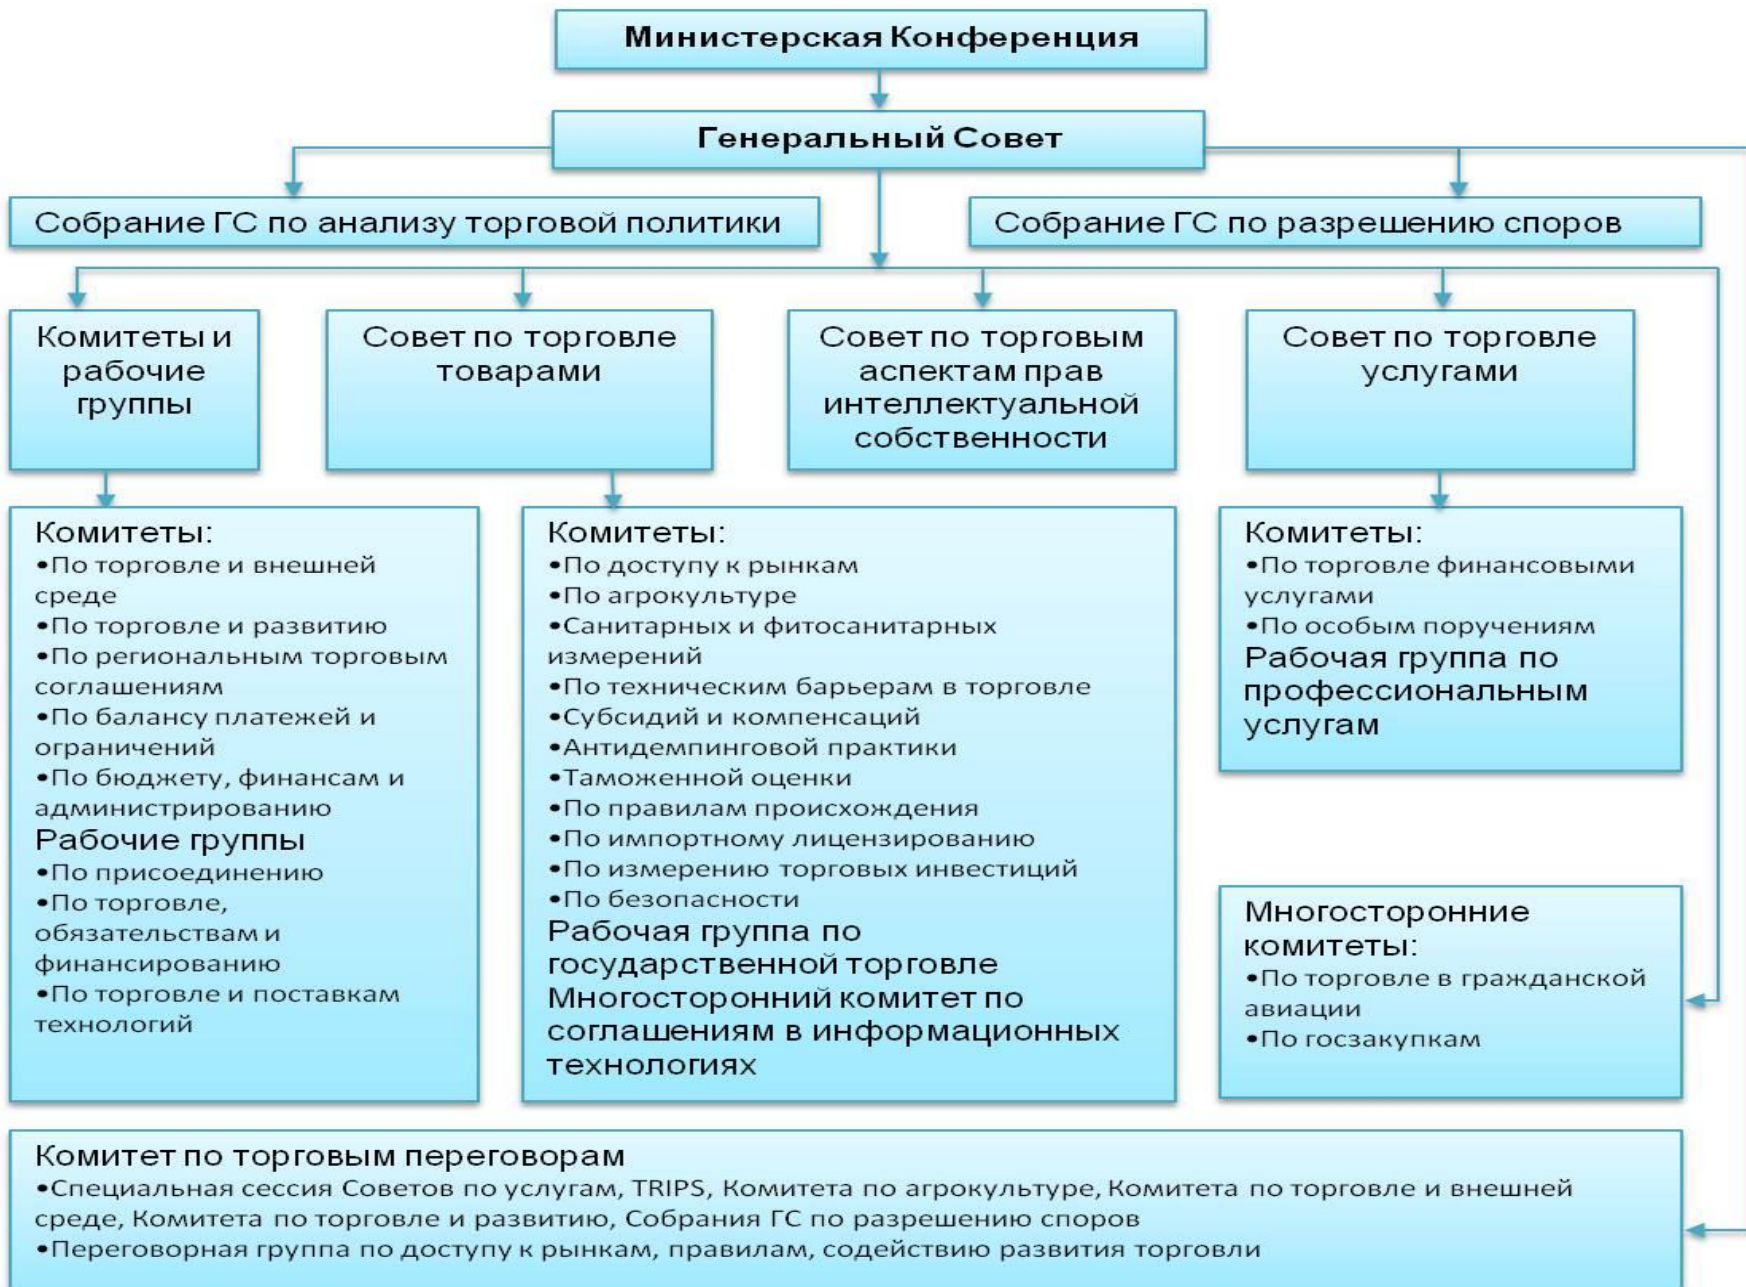 Министерская Конференция
Генеральный Совет
Собрание ГС по анализу торговой политики
Собрание ГС по разрешению споров
Комитеты и
рабочие
группы
Совет по торговле
товарами
Совет по торговым
аспектам прав
интеллектуальной
собственности
Совет по торговле
услугами
Комитеты:
•По торговле и внешней
среде
•По торговле и развитию
•По региональным торговым
соглашениям
•По балансу платежей и
ограничений
•По бюджету, финансам и
администрированию
Рабочие группы
•По присоединению
•По торговле,
обязательствам и
финансированию
•По торговле и поставкам
технологий
Комитеты:
•По доступу к рынкам
•По агрокультуре
•Санитарных и фитосанитарных
измерений
•По техническим барьерам в торговле
•Субсидий и компенсаций
•Антидемпинговой практики
•Таможенной оценки
•По правилам происхождения
•По импортному лицензированию
•По измерению торговых инвестиций
•По безопасности
Рабочая группа по
государственной торговле
Многосторонний комитет по
соглашениям в информационных
технологиях
Комитеты:
•По торговле финансовыми
услугами
•По особым поручениям
Рабочая группа по
профессиональным
услугам
Многосторонние
комитеты:
•По торговле в гражданской
авиации
•По госзакупкам
Комитет по торговым переговорам
•Специальная сессия Советов по услугам, TRIPS, Комитета по агрокультуре, Комитета по торговле и внешней
среде, Комитета по торговле и развитию, Собрания ГС по разрешению споров
•Переговорная группа по доступу к рынкам, правилам, содействию развития торговли